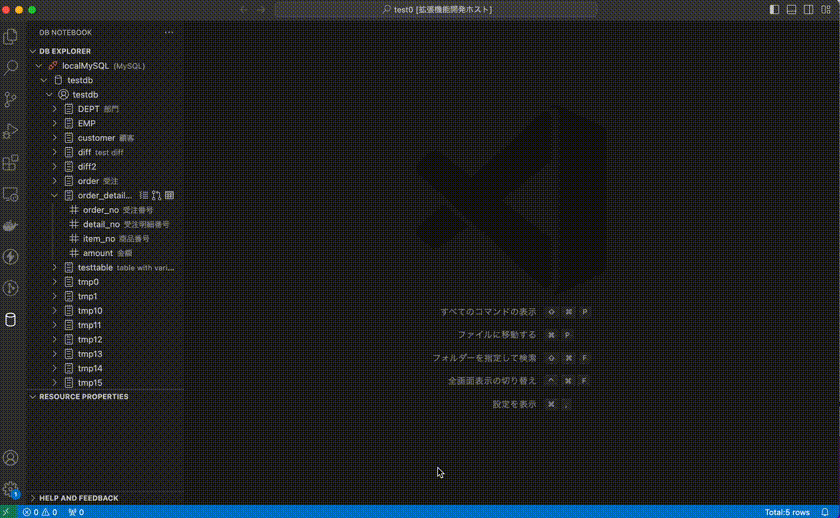 test0 [拡張機能開発ホスト]
DB NOTEBOOK
DB EXPLORER
localMySQL (MySQL)
testdb
testdb
DEPT 部門
EMP
customer 顧客
diff test diff
diff2
order 受注
order_detail...
order_no 受注番号
detail_no 受注明細番号
item_no 商品番号
amount 金額
testtable table with vari...
tmp0
tmp1
tmp10
tmp11
tmp12
tmp13
tmp14
tmp15
RESOURCE PROPERTIES
HELP AND FEEDBACK
すべてのコマンドの表示 ⇧ ⌘ P
ファイルに移動する ⌘ P
フォルダーを指定して検索 ⇧ ⌘ F
全画面表示の切り替え ^ ⌘ F
設定を表示 ⌘ ,
1
0 0 0 Total:5 rows